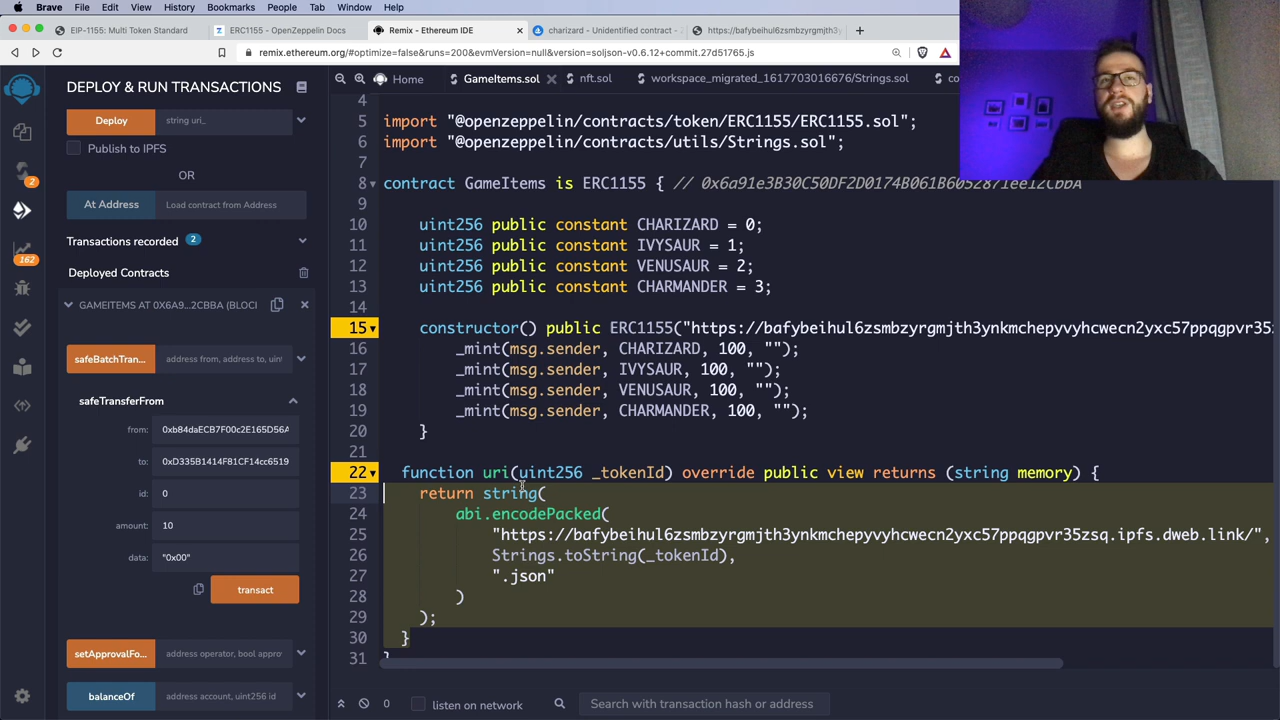 Brave File Edit View History Bookmarks People Tab Window Help
EIP-1155: Multi Token Standard
ERC1155 - OpenZeppelin Docs
Remix - Ethereum IDE
charizard - Unidentified contract -
https://bafybeihul6zsmbzyrgmjth3y
remix.ethereum.org/#optimize=false&runs=200&evmVersion=null&version=soljson-v0.6.12+commit.27d51765.js
DEPLOY & RUN TRANSACTIONS
Home
GameItems.sol
nft.sol
workspace_migrated_1617703016676/Strings.sol
co
Deploy string uri_
Publish to IPFS
OR
At Address Load contract from Address
Transactions recorded 2
Deployed Contracts
GAMEITEMS AT 0X6A9...2CBBA (BLOCI
safeBatchTran... address from, address to, uint
safeTransferFrom
from: 0xb84daECB7F00c2E165D56A
to: 0xD335B1414F81CF14cc6519
id: 0
amount: 10
data: "0x00"
transact
setApprovalFo... address operator, bool appro
balanceOf address account, uint256 id
2
162
4
5 import "@openzeppelin/contracts/token/ERC1155/ERC1155.sol";
6 import "@openzeppelin/contracts/utils/Strings.sol";
7
8 contract GameItems is ERC1155 { // 0x6a91e3B30C50DF2D0174B061B6052871ee12CbbA
9
10 uint256 public constant CHARIZARD = 0;
11 uint256 public constant IVYSAUR = 1;
12 uint256 public constant VENUSAUR = 2;
13 uint256 public constant CHARMANDER = 3;
14
15 constructor() public ERC1155("https://bafybeihul6zsmbzyrgmjth3ynkmchepyvyhcwecn2yxc57ppqgpvr35
16 _mint(msg.sender, CHARIZARD, 100, "");
17 _mint(msg.sender, IVYSAUR, 100, "");
18 _mint(msg.sender, VENUSAUR, 100, "");
19 _mint(msg.sender, CHARMANDER, 100, "");
20 }
21
22 function uri(uint256 _tokenId) override public view returns (string memory) {
23 return string(
24 abi.encodePacked(
25 "https://bafybeihul6zsmbzyrgmjth3ynkmchepyvyhcwecn2yxc57ppqgpvr35zsq.ipfs.dweb.link/",
26 Strings.toString(_tokenId),
27 ".json"
28 )
29 );
30 }
31 }
0 listen on network Search with transaction hash or address